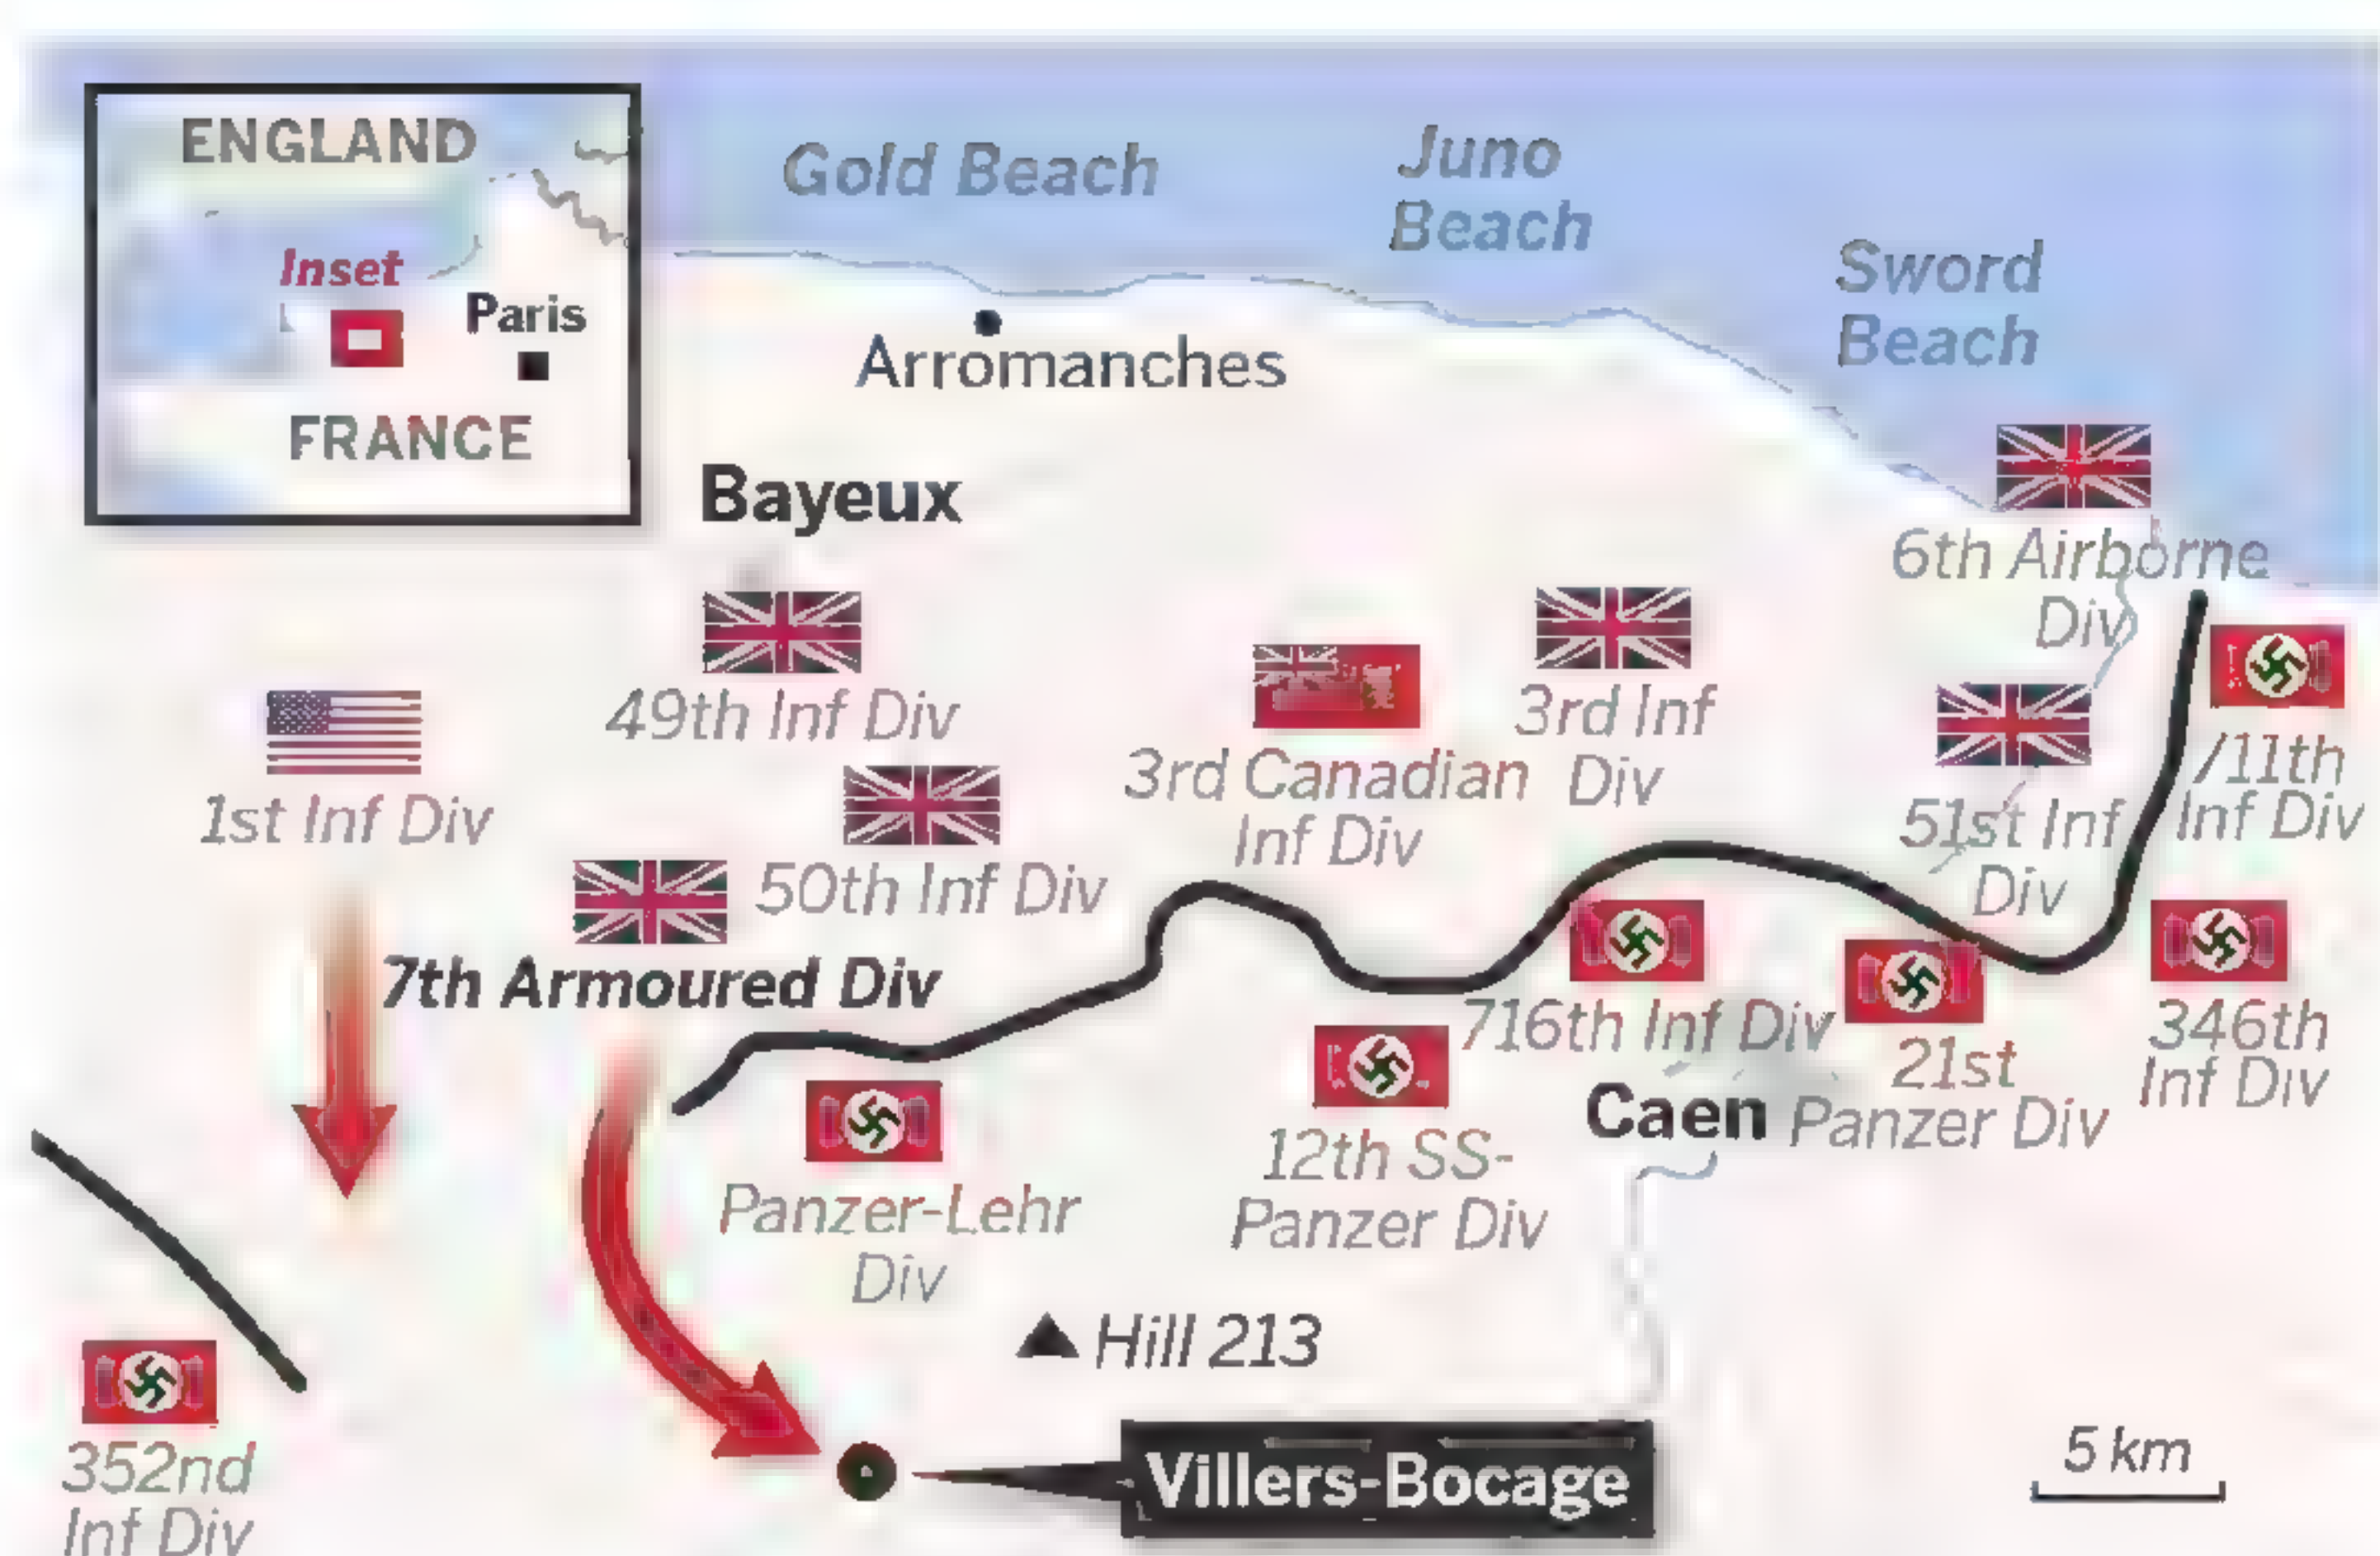 ENGLAND
Inset
Paris
FRANCE
Gold Beach
Juno
Beach
Sword
Beach
Arromanches
Bayeux
6th Airborne
Div
49th Inf Div
1st Inf Div
50th Inf Div
7th Armoured Div
3rd Canadian
Inf Div
3rd Inf
Div
51st Inf
Div
711th
Inf Div
716th Inf Div
346th
Inf Div
21st
Panzer Div
Caen
12th SS-
Panzer Div
Panzer-Lehr
Div
Hill 213
352nd
Inf Div
Villers-Bocage
5 km